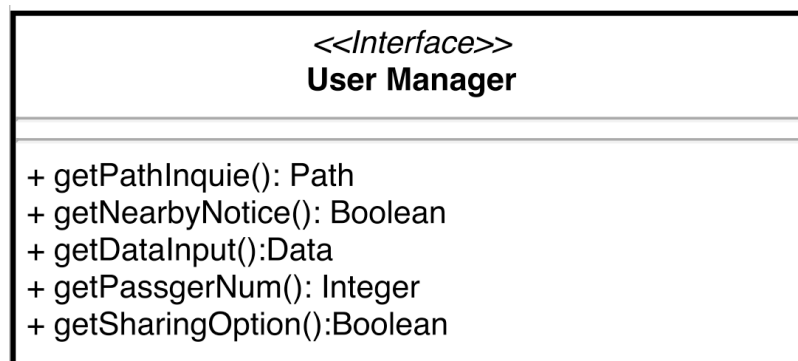 <<Interface>>
User Manager
+ getPathInquie(): Path
+ getNearbyNotice(): Boolean
+ getDataInput():Data
+ getPassgerNum(): Integer
+ getSharingOption():Boolean